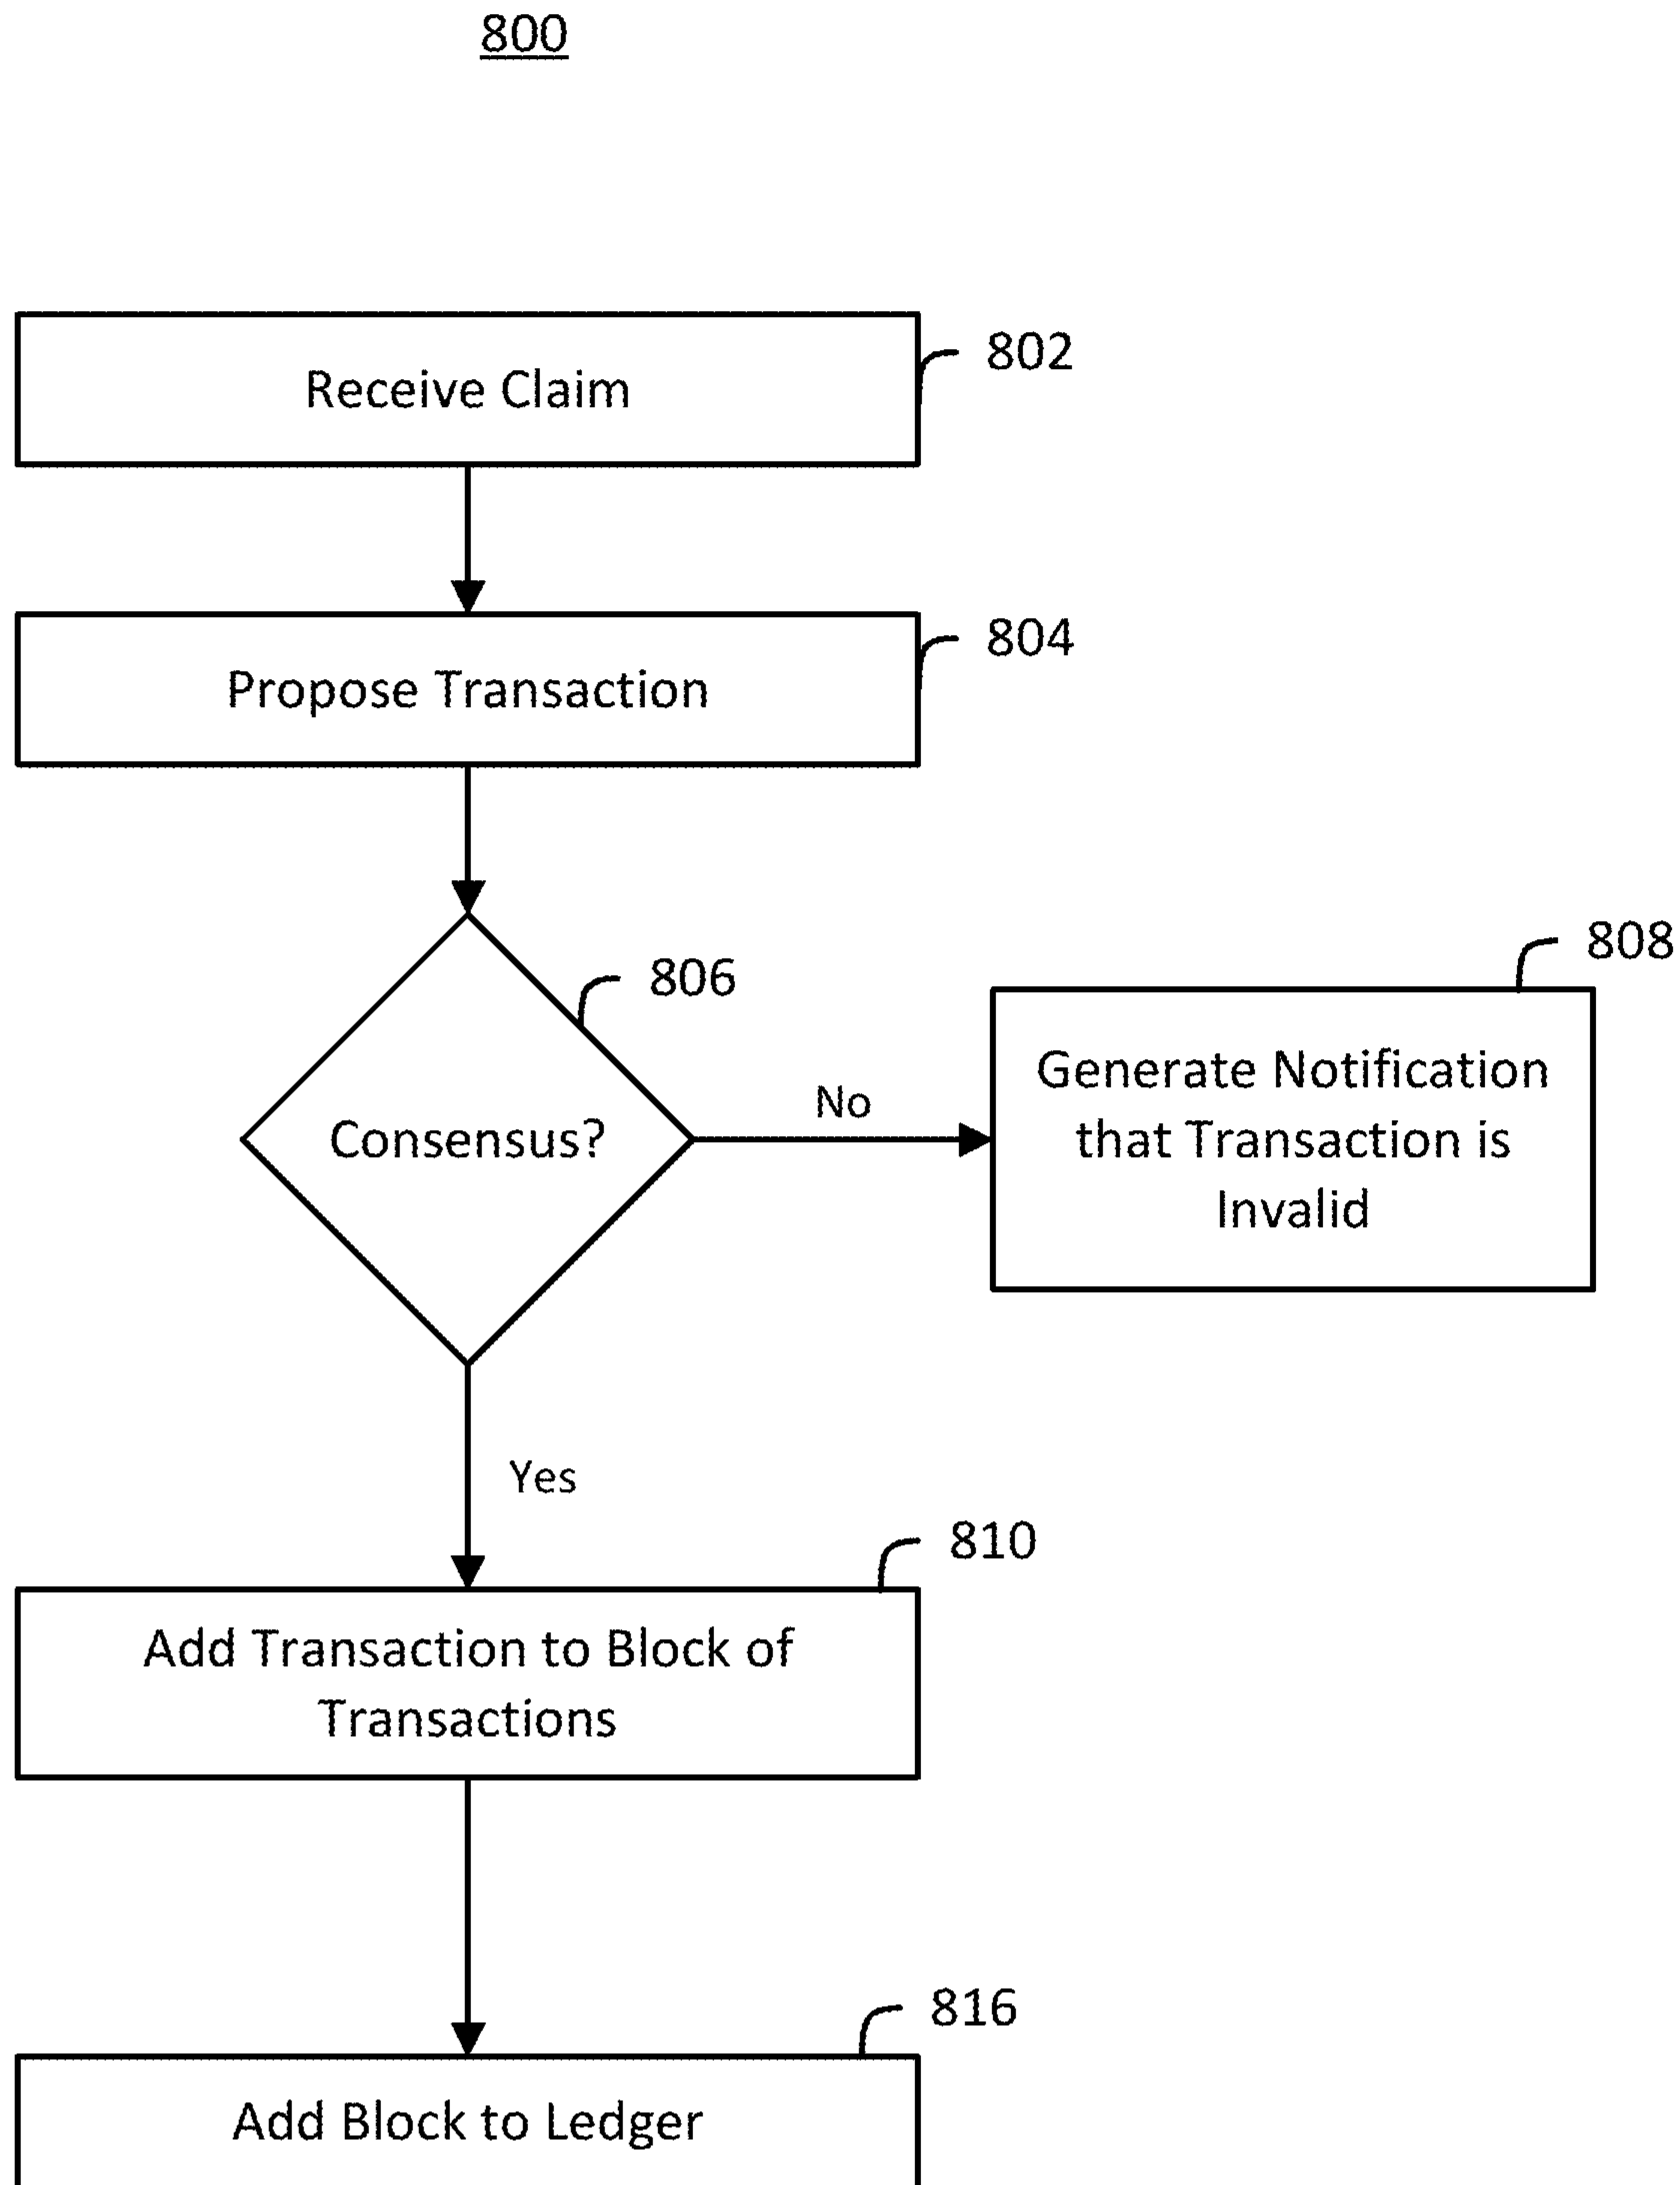 800
Receive Claim
802
Propose Transaction
804
806
Consensus?
No
808
Generate Notification
that Transaction is
Invalid
Yes
810
Add Transaction to Block of
Transactions
816
Add Block to Ledger